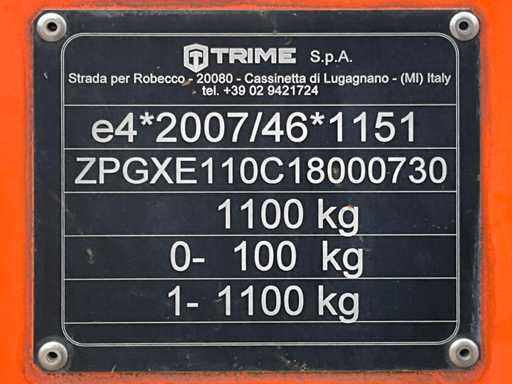 TRIME S.p.A.
Strada per Robecco - 20080 - Cassinetta di Lugagnano - (MI) Italy
tel. +39 02 9421724
e4*2007/46*1151
ZPGXE110C18000730
1100 kg
0- 100 kg
1- 1100 kg